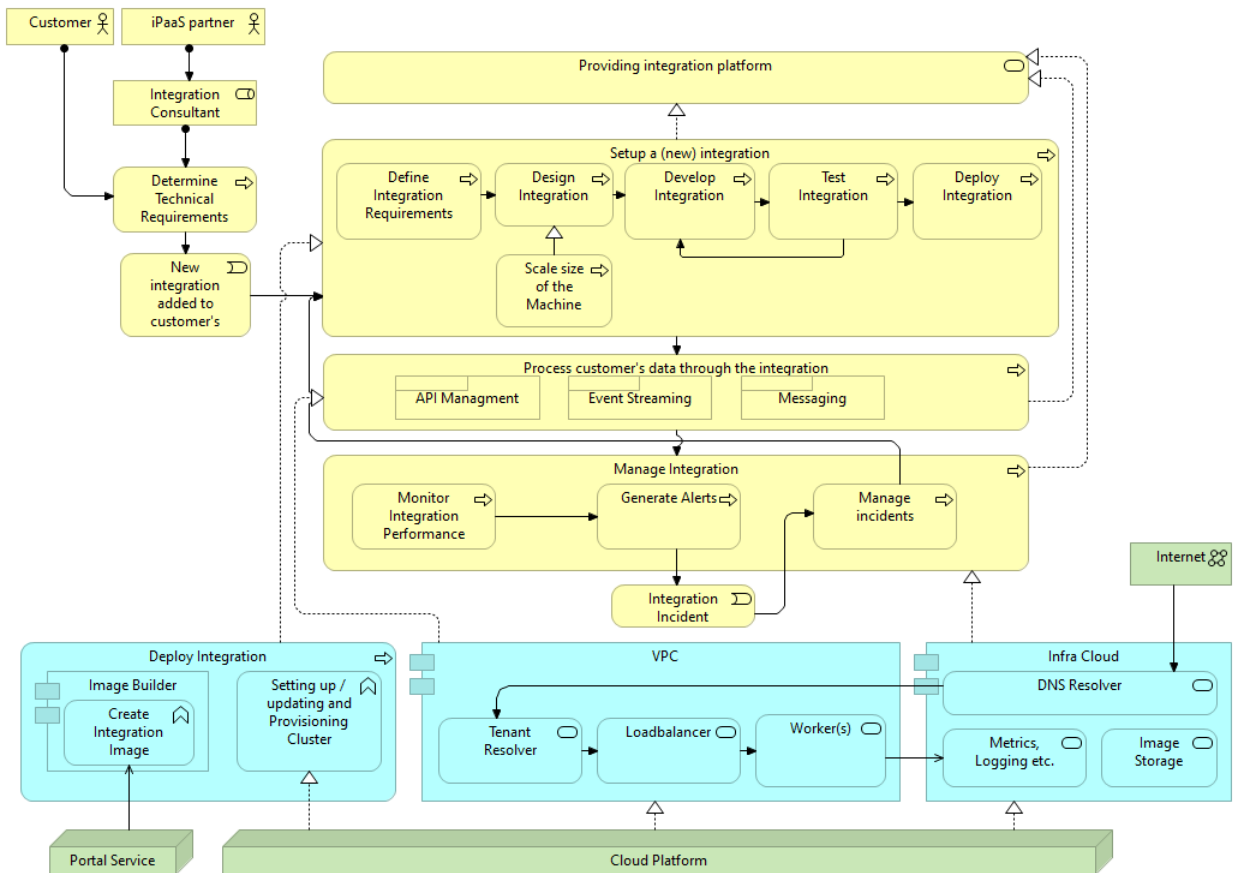 Customer
iPaaS partner
Integration
Consultant
Determine
Technical
Requirements
New
integration
added to
customer's
Providing integration platform
Setup a (new) integration
Define
Integration
Requirements
Design
Integration
Develop
Integration
Test
Integration
Deploy
Integration
Scale size
of the
Machine
Process customer's data through the integration
API Managment
Event Streaming
Messaging
Manage Integration
Monitor
Integration
Performance
Generate Alerts
Manage
incidents
Integration
Incident
Internet
Deploy Integration
Image Builder
Create
Integration
Image
Setting up /
updating and
Provisioning
Cluster
VPC
Tenant
Resolver
Loadbalancer
Worker(s)
Infra Cloud
DNS Resolver
Metrics,
Logging etc.
Image
Storage
Portal Service
Cloud Platform